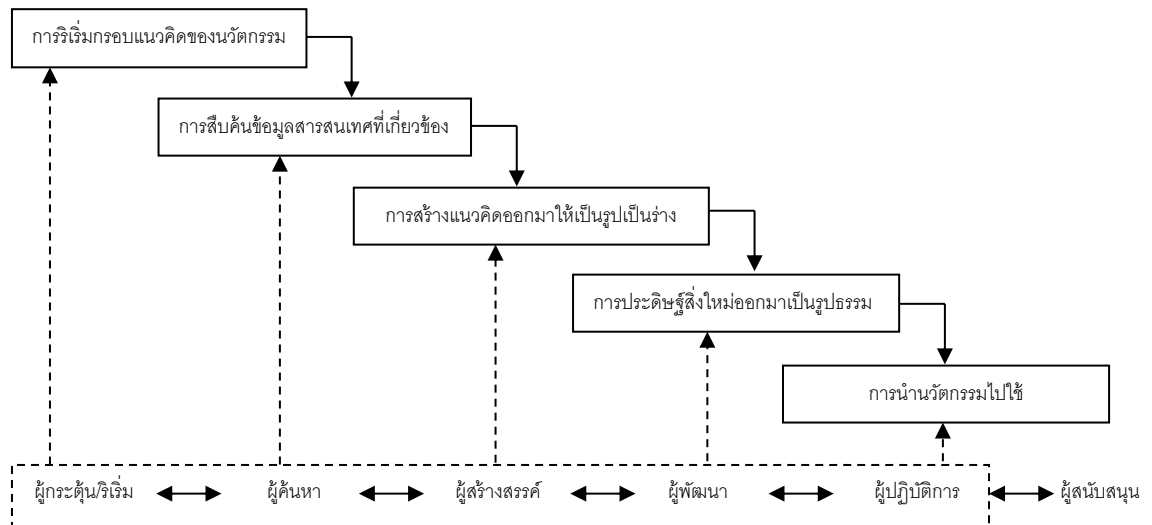 การริเริ่มกรอบแนวคิดของนวัตกรรม
การสืบค้นข้อมูลสารสนเทศที่เกี่ยวข้อง
การสร้างแนวคิดออกมาให้เป็นรูปเป็นร่าง
การประดิษฐ์สิ่งใหม่ออกมาเป็นรูปธรรม
การนำนวัตกรรมไปใช้
ผู้กระตุ้น/ริเริ่ม ผู้ค้นหา ผู้สร้างสรรค์ ผู้พัฒนา ผู้ปฏิบัติการ ผู้สนับสนุน